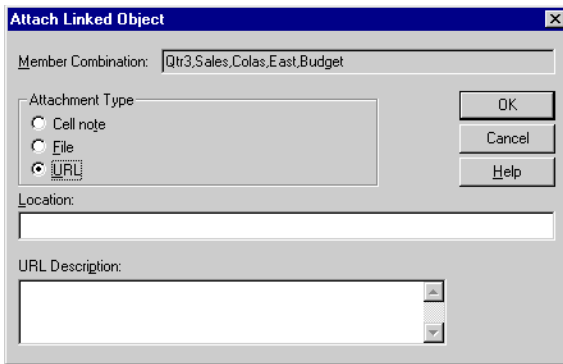 Attach Linked Object
Member Combination: Qtr3,Sales,Colas,East,Budget
Attachment Type
Cell note
File
URL
OK
Cancel
Help
Location:
URL Description: